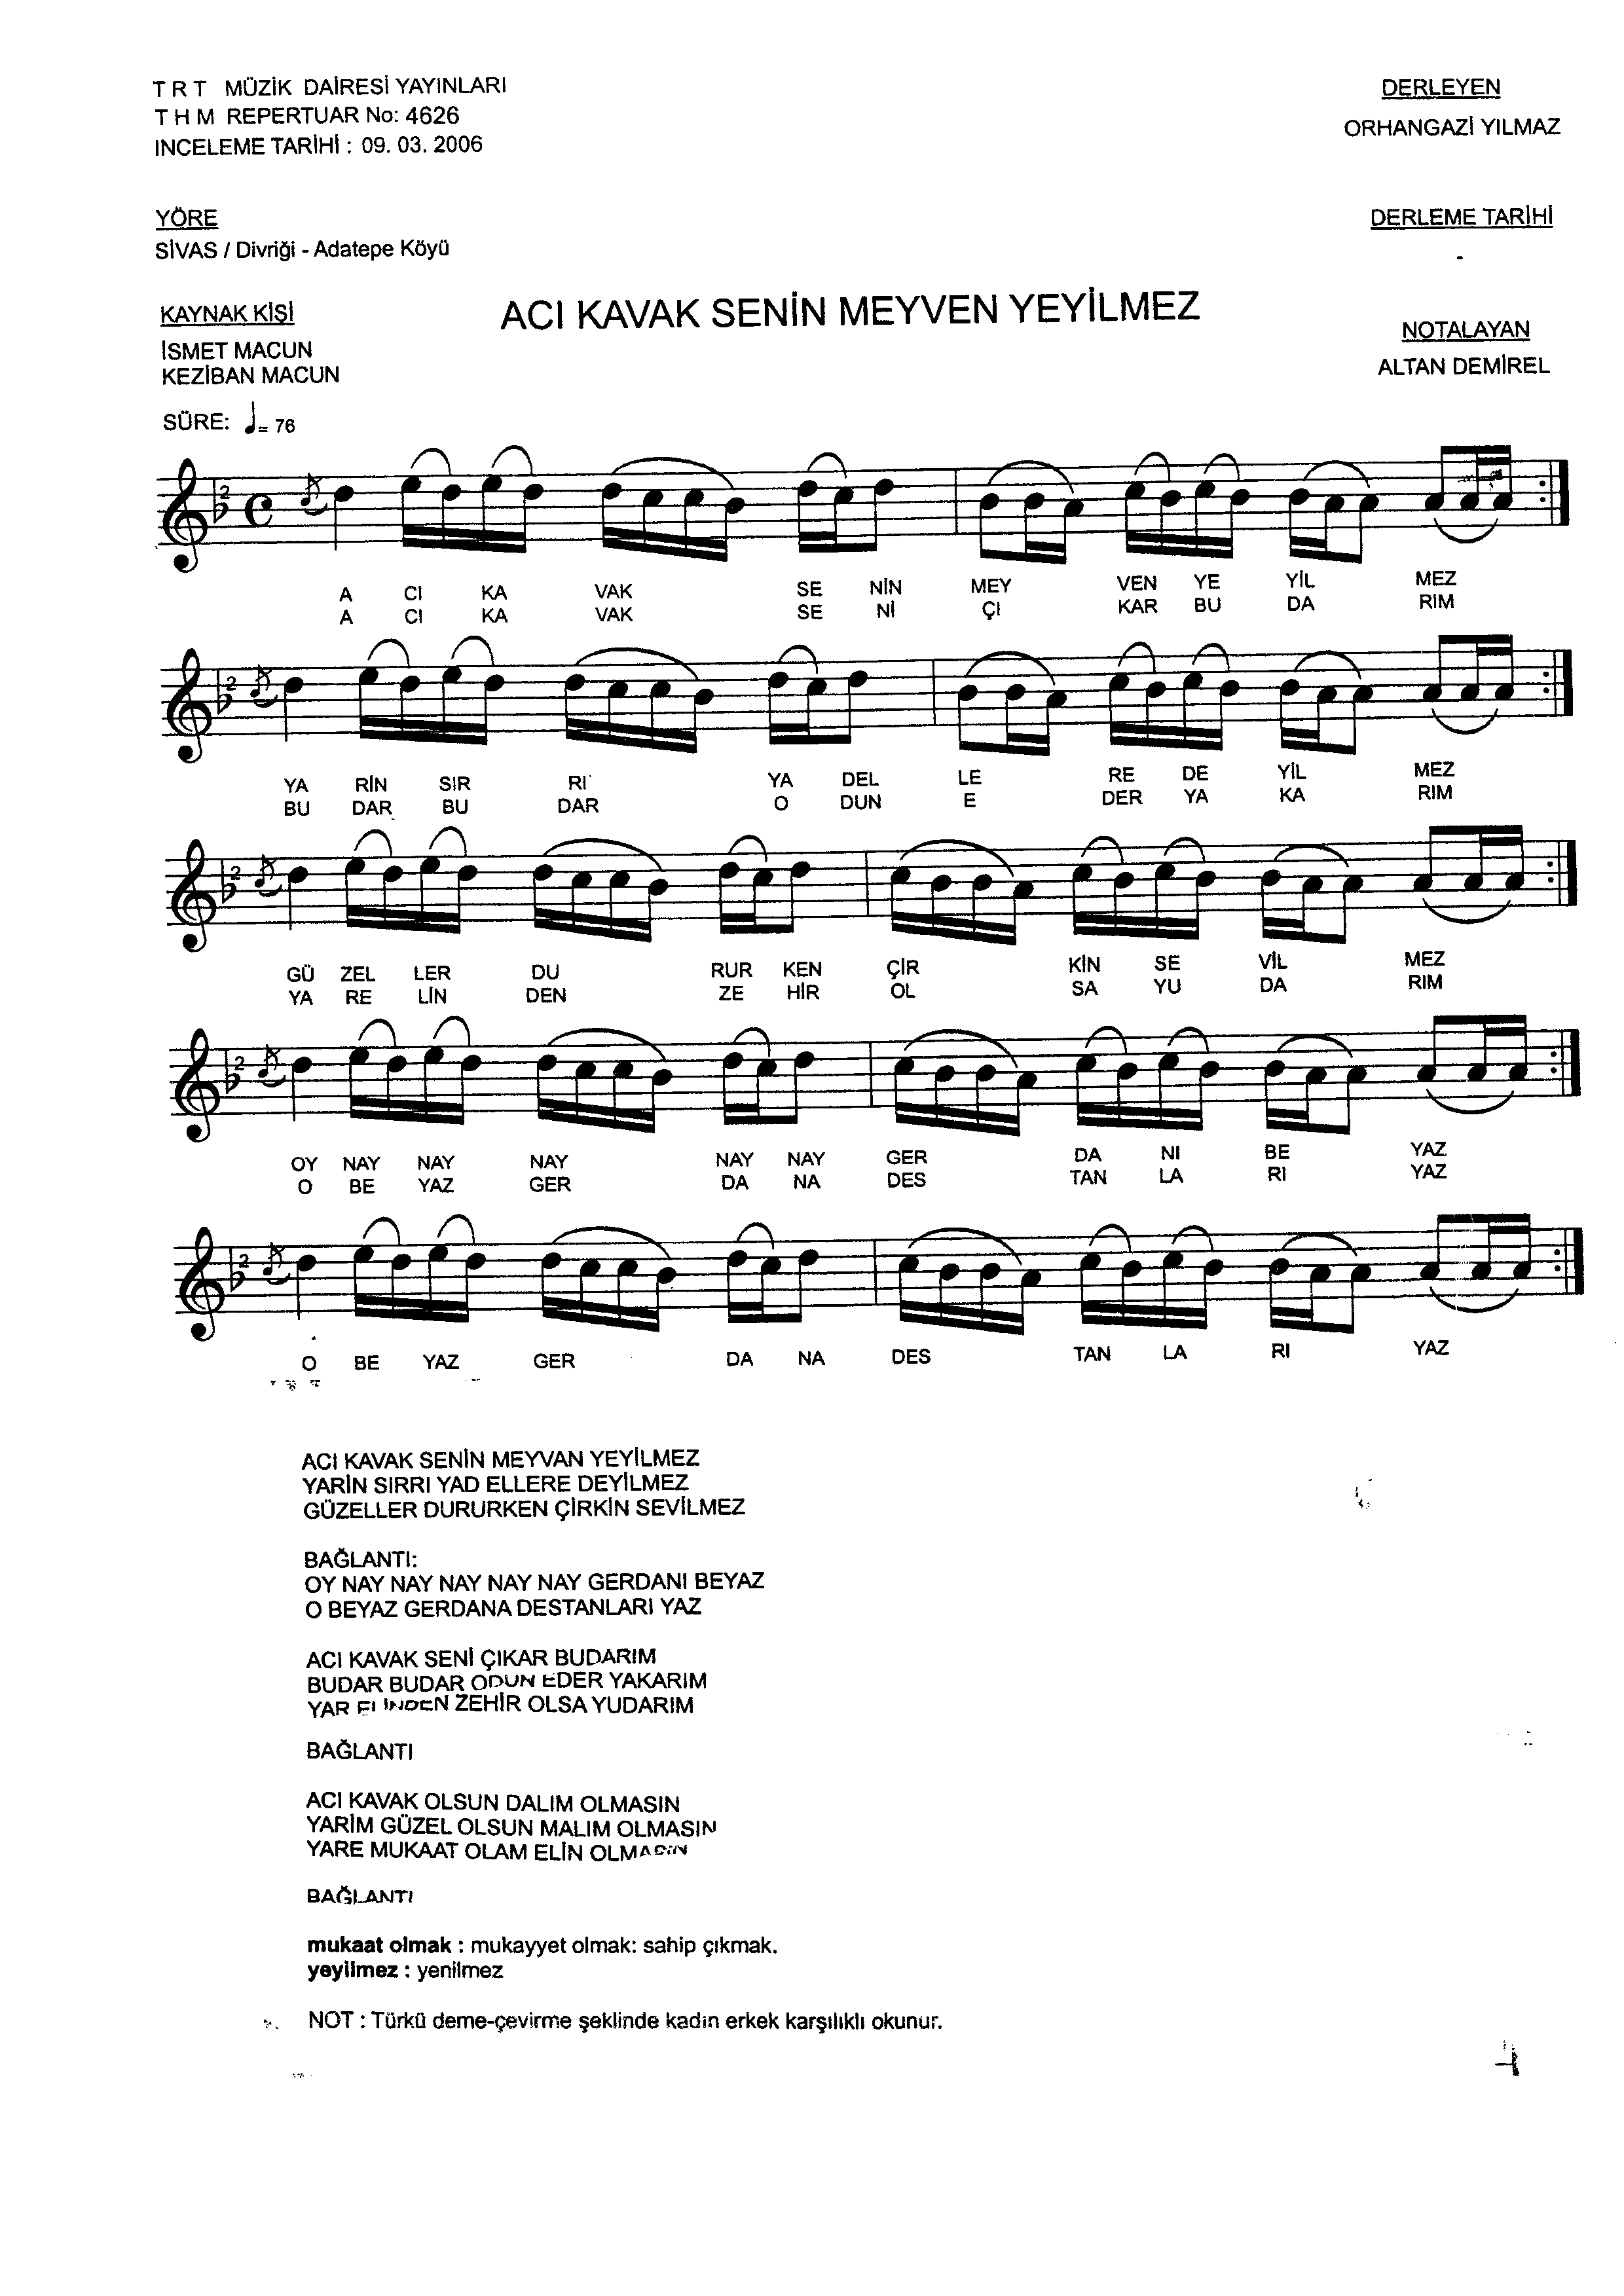 T R T MÜZİK DAİRESİ YAYINLARI
T H M REPERTUAR No: 4626
INCELEME TARİHİ : 09. 03. 2006
DERLEYEN
ORHANGAZİ YILMAZ
YÖRE
SİVAS / Divriği - Adatepe Köyü
DERLEME TARİHİ
-
KAYNAK KİŞİ
İSMET MACUN
KEZİBAN MACUN
ACI KAVAK SENİN MEYVEN YEYİLMEZ
NOTALAYAN
ALTAN DEMİREL
SÜRE: ♩= 76
A CI KA VAK SE NİN MEY VEN YE YİL MEZ
A CI KA VAK SE Nİ ÇI KAR BU DA RIM
YA RİN SIR RI YA DEL LE RE DE YİL MEZ
BU DAR BU DAR O DUN E DER YA KA RIM
GÜ ZEL LER DU RUR KEN ÇİR KİN SE VİL MEZ
YA RE LİN DEN ZE HİR OL SA YU DA RIM
OY NAY NAY NAY NAY NAY GER DA NI BE YAZ
O BE YAZ GER DA NA DES TAN LA RI YAZ
O BE YAZ GER DA NA DES TAN LA RI YAZ
ACI KAVAK SENİN MEYVAN YEYİLMEZ
YARİN SIRRI YAD ELLERE DEYİLMEZ
GÜZELLER DURURKEN ÇİRKİN SEVİLMEZ
BAĞLANTI:
OY NAY NAY NAY NAY NAY GERDANI BEYAZ
O BEYAZ GERDANA DESTANLARI YAZ
ACI KAVAK SENİ ÇIKAR BUDARIM
BUDAR BUDAR ODUN EDER YAKARIM
YAR ELİNDEN ZEHİR OLSA YUDARIM
BAĞLANTI
ACI KAVAK OLSUN DALIM OLMASIN
YARİM GÜZEL OLSUN MALIM OLMASIN
YARE MUKAAT OLAM ELİN OLMASIN
BAĞLANTI
mukaat olmak : mukayyet olmak: sahip çıkmak.
yeyilmez : yenilmez
NOT : Türkü deme-çevirme şeklinde kadın erkek karşılıklı okunur.